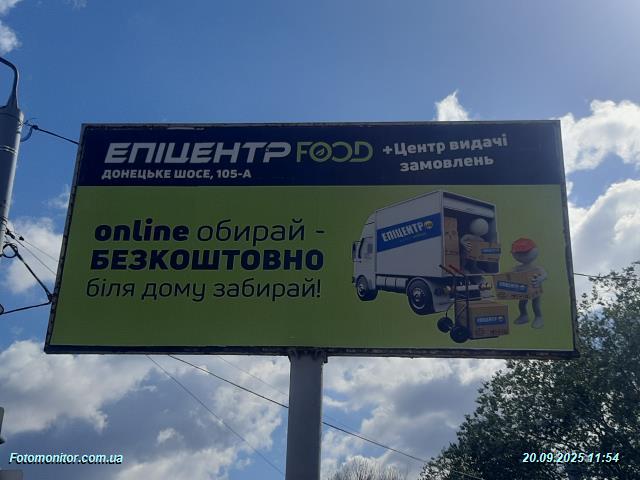 ЕПІЦЕНТР FOOD
+Центр видачі
замовлень
ДОНЕЦЬКЕ ШОСЕ, 105-А
online обирай -
БЕЗКОШТОВНО
біля дому забирай!
ЕПІЦЕНТР
Fotomonitor.com.ua
20.09.2025 11:54